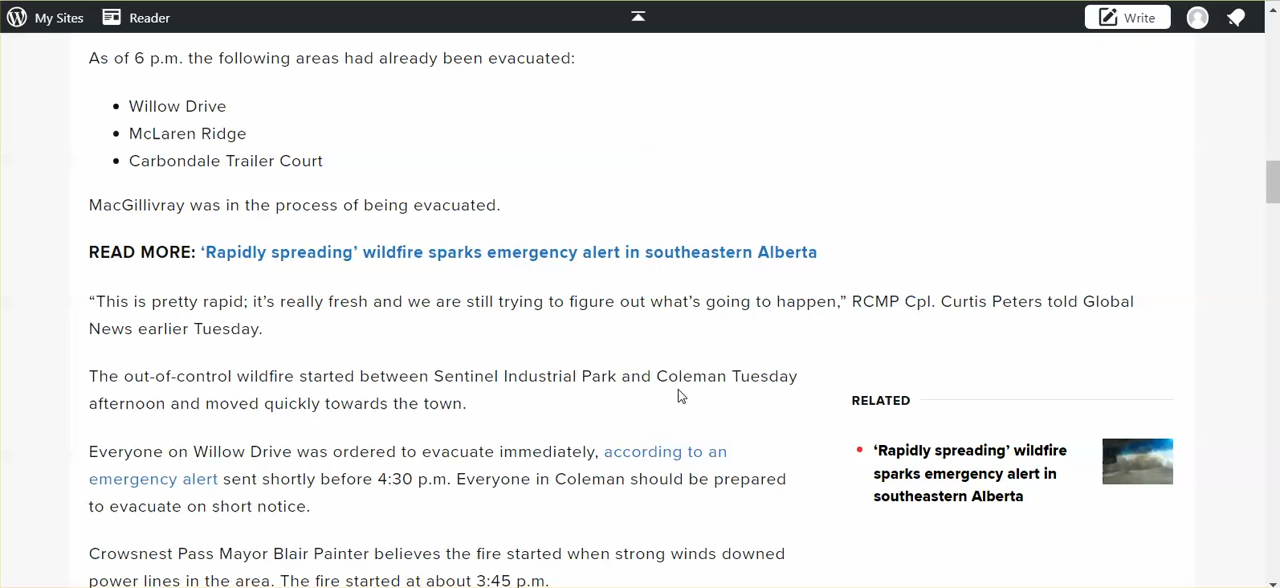 My Sites Reader Write
As of 6 p.m. the following areas had already been evacuated:
• Willow Drive
• McLaren Ridge
• Carbondale Trailer Court
MacGillivray was in the process of being evacuated.
READ MORE: ‘Rapidly spreading’ wildfire sparks emergency alert in southeastern Alberta
“This is pretty rapid; it’s really fresh and we are still trying to figure out what’s going to happen,” RCMP Cpl. Curtis Peters told Global
News earlier Tuesday.
The out-of-control wildfire started between Sentinel Industrial Park and Coleman Tuesday
afternoon and moved quickly towards the town.
Everyone on Willow Drive was ordered to evacuate immediately, according to an
emergency alert sent shortly before 4:30 p.m. Everyone in Coleman should be prepared
to evacuate on short notice.
Crowsnest Pass Mayor Blair Painter believes the fire started when strong winds downed
power lines in the area. The fire started at about 3:45 p.m.
RELATED
• ‘Rapidly spreading’ wildfire
sparks emergency alert in
southeastern Alberta